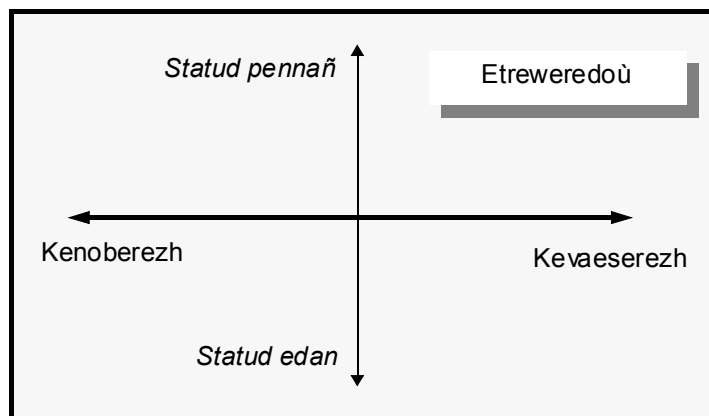 Statud pennañ
Etreweredoù
Kenoberezh
Kevaeserezh
Statud edan